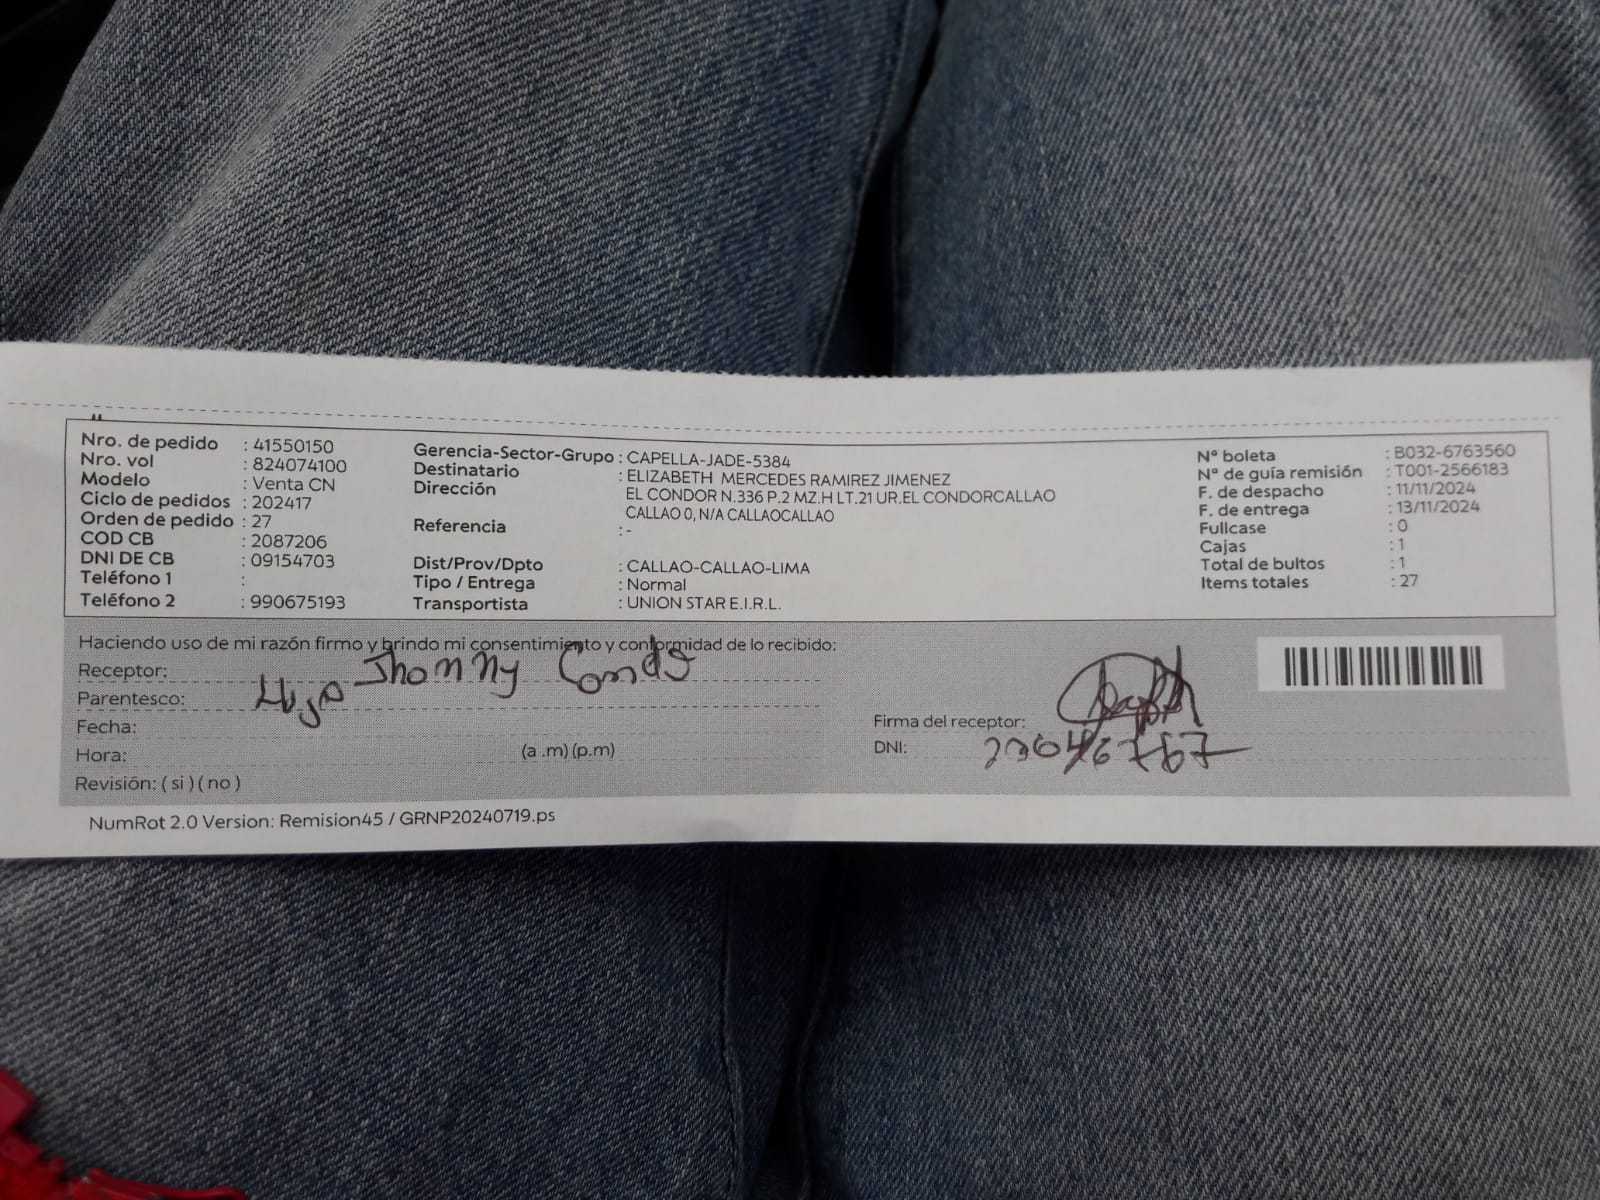 Nro. de pedido : 41550150
Nro. vol : 824074100
Modelo : Venta CN
Ciclo de pedidos : 202417
Orden de pedido : 27
COD CB : 2087206
DNI DE CB : 09154703
Teléfono 1 :
Teléfono 2 : 990675193
Gerencia-Sector-Grupo : CAPELLA-JADE-5384
Destinatario : ELIZABETH MERCEDES RAMIREZ JIMENEZ
Dirección EL CONDOR N.336 P.2 MZ.H LT.21 UR.EL CONDORCALLAO
CALLAO 0, N/A CALLAOCALLAO
Referencia : -
Dist/Prov/Dpto : CALLAO-CALLAO-LIMA
Tipo / Entrega : Normal
Transportista : UNION STAR E.I.R.L.
Nº boleta : B032-6763560
Nº de guía remisión : T001-2566183
F. de despacho : 11/11/2024
F. de entrega : 13/11/2024
Fullcase : 0
Cajas : 1
Total de bultos : 1
Items totales : 27
Haciendo uso de mi razón firmo y brindo mi consentimiento y conformidad de lo recibido:
Receptor: Jhonny
Parentesco: Hijo
Fecha:
Hora: (a .m) (p.m)
Revisión: ( si ) ( no )
Firma del receptor:
DNI:
NumRot 2.0 Version: Remision45 / GRNP20240719.ps